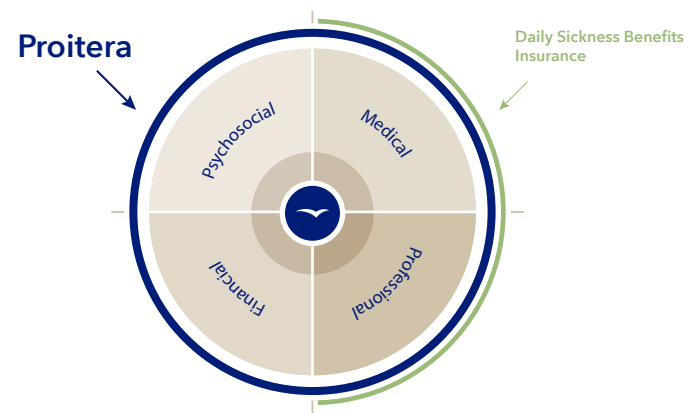 Proitera
Daily Sickness Benefits
Insurance
Psychosocial
Medical
Financial
Professional